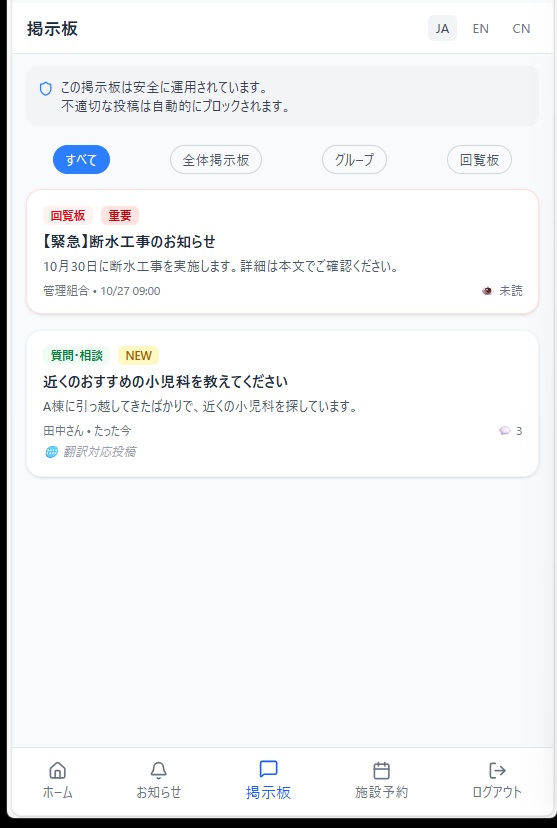 掲示板
JA EN CN
この掲示板は安全に運用されています。
不適切な投稿は自動的にブロックされます。
すべて 全体掲示板 グループ 回覧板
回覧板 重要
【緊急】断水工事のお知らせ
10月30日に断水工事を実施します。詳細は本文でご確認ください。
管理組合 • 10/27 09:00 未読
質問・相談 NEW
近くのおすすめの小児科を教えてください
A棟に引っ越してきたばかりで、近くの小児科を探しています。
田中さん • たった今 3
翻訳対応投稿
ホーム お知らせ 掲示板 施設予約 ログアウト